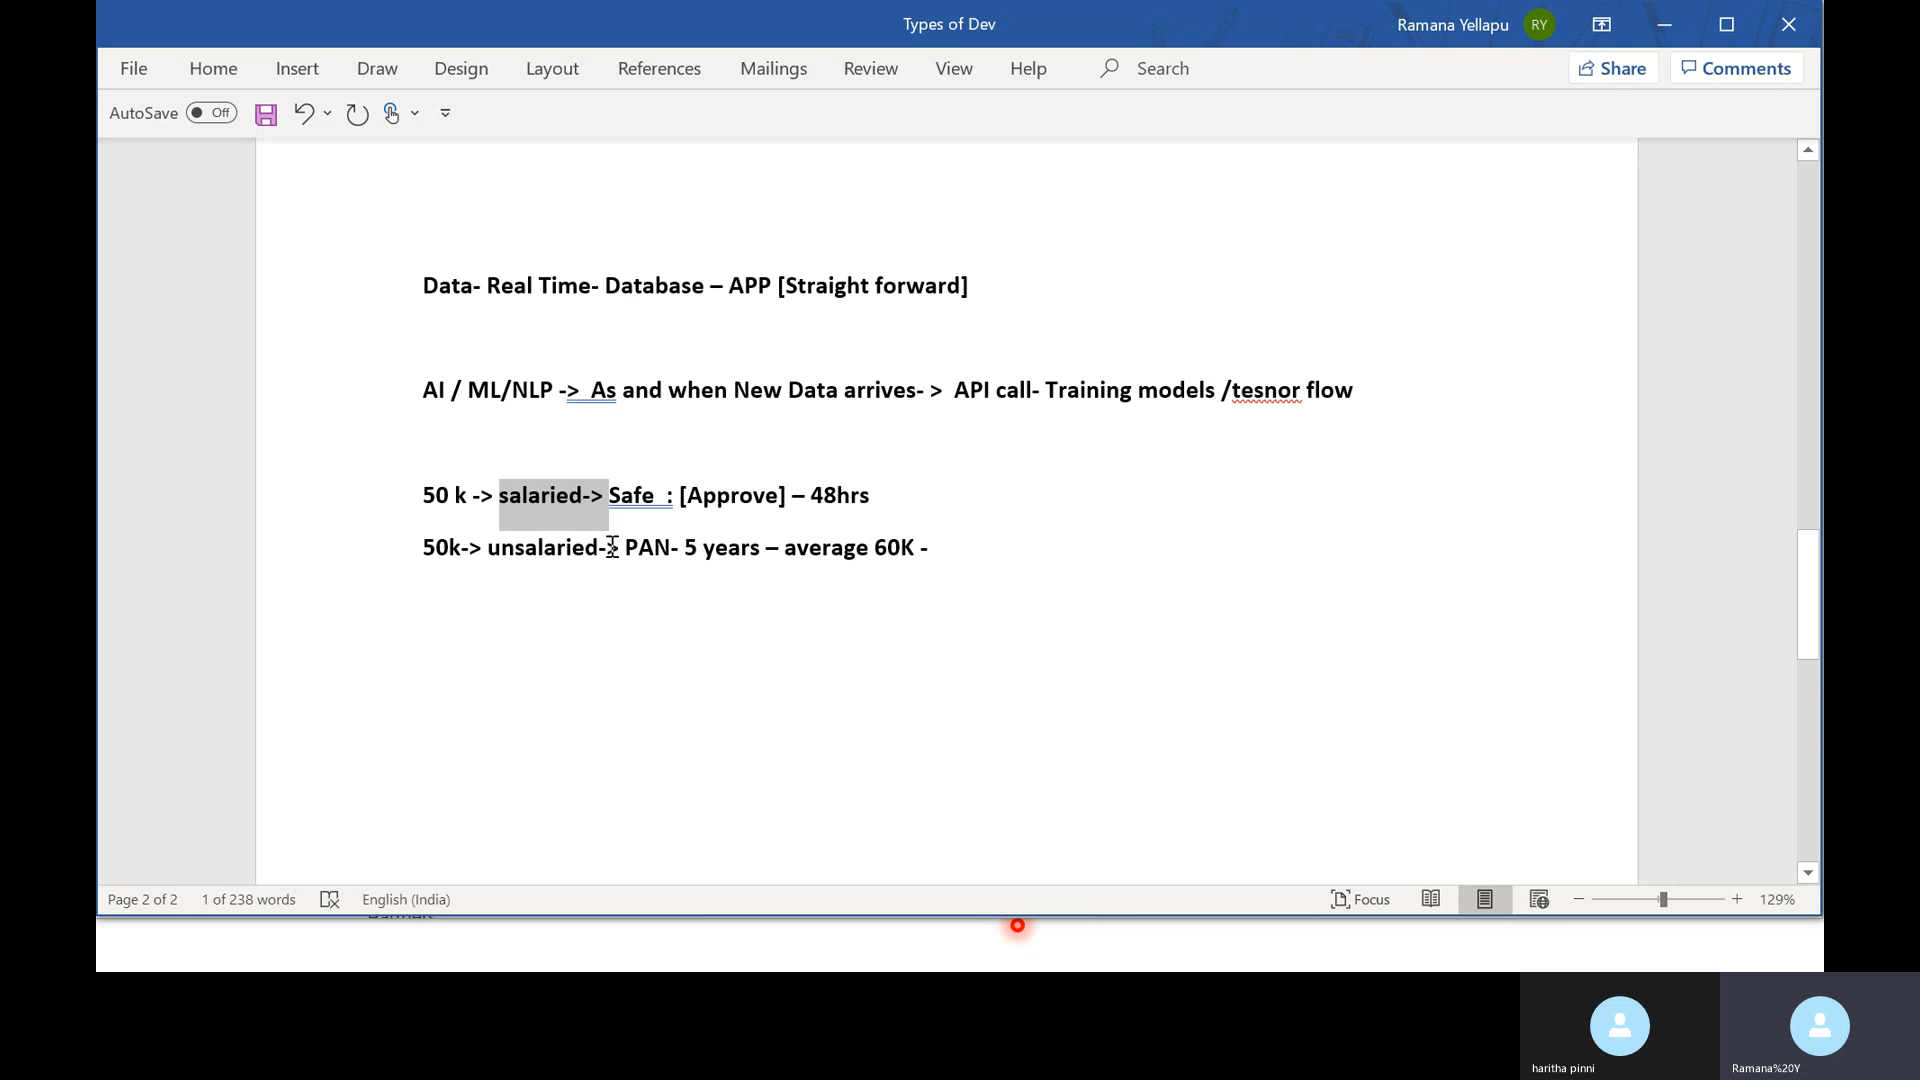 Types of Dev
Ramana Yellapu RY
File Home Insert Draw Design Layout References Mailings Review View Help Search Share Comments
AutoSave Off
Data- Real Time- Database – APP [Straight forward]
AI / ML/NLP -> As and when New Data arrives- > API call- Training models /tesnor flow
50 k -> salaried-> Safe : [Approve] – 48hrs
50k-> unsalaried-> PAN- 5 years – average 60K -
Page 2 of 2 1 of 238 words English (India) Focus 129%
haritha pinni Ramana%20Y